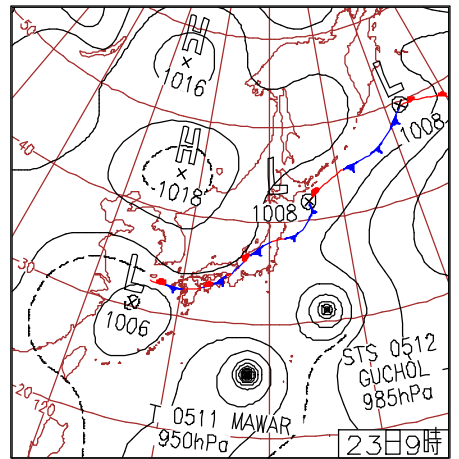 50
H
1016
L
1008
40
H
1018
L
1008
30
L
1006
STS 0512
GUCHOL
985hPa
20
120
T 0511 MAWAR
950hPa
23日9時